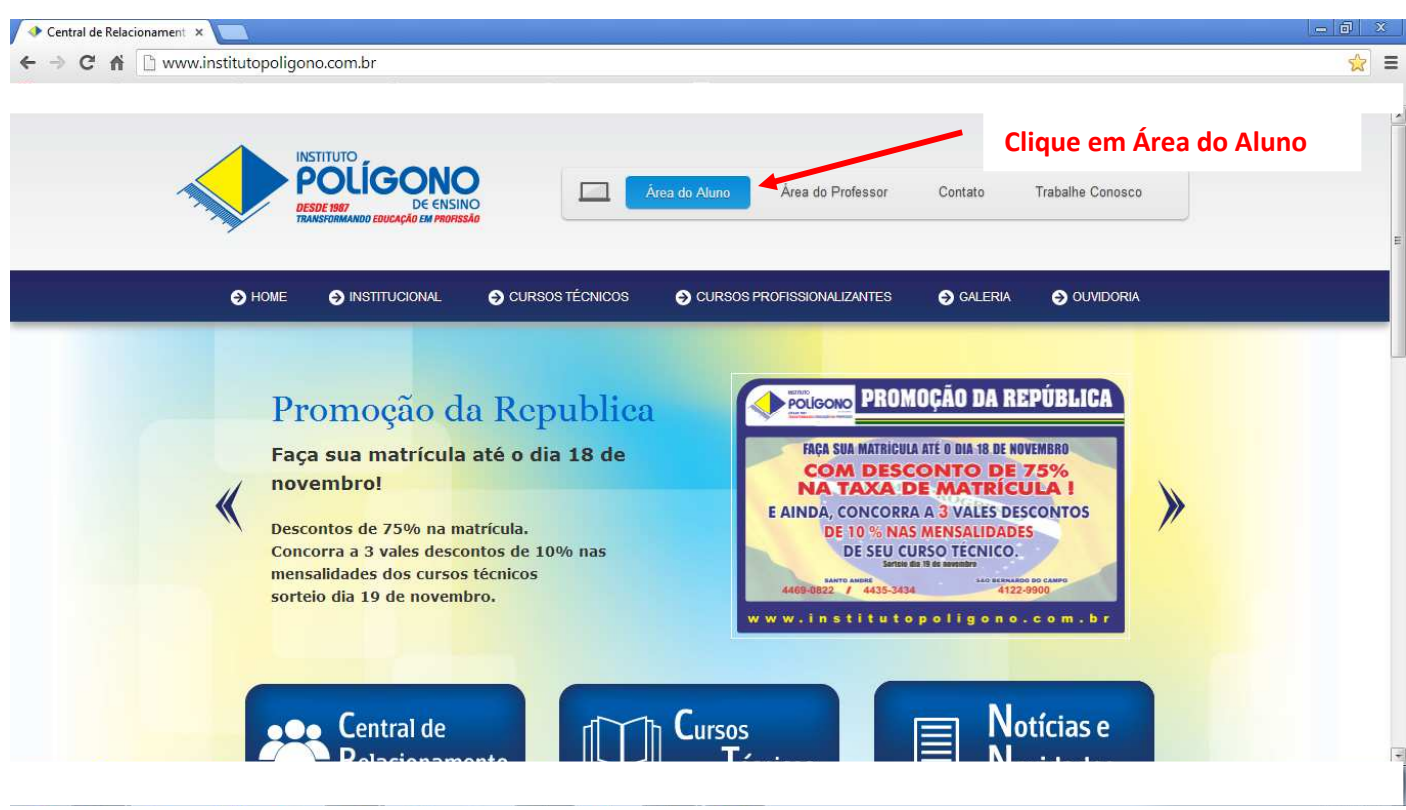 Central de Relacionament
www.institutopoligono.com.br
Clique em Área do Aluno
INSTITUTO
POLÍGONO
DE ENSINO
DESDE 1987
TRANSFORMANDO EDUCAÇÃO EM PROFISSÃO
Área do Aluno
Área do Professor
Contato
Trabalhe Conosco
HOME
INSTITUCIONAL
CURSOS TÉCNICOS
CURSOS PROFISSIONALIZANTES
GALERIA
OUVIDORIA
Promoção da Republica
Faça sua matrícula até o dia 18 de
novembro!
Descontos de 75% na matrícula.
Concorra a 3 vales descontos de 10% nas
mensalidades dos cursos técnicos
sorteio dia 19 de novembro.
INSTITUTO
POLÍGONO
PROMOÇÃO DA REPÚBLICA
FAÇA SUA MATRÍCULA ATÉ O DIA 18 DE NOVEMBRO
COM DESCONTO DE 75%
NA TAXA DE MATRÍCULA !
E AINDA, CONCORRA A 3 VALES DESCONTOS
DE 10 % NAS MENSALIDADES
DE SEU CURSO TÉCNICO.
Sorteio dia 19 de novembro
SANTO ANDRE
SAO BERNARDO DO CAMPO
4469-0822 / 4435-3434
4122-9900
www.institutopoligono.com.br
Central de
Relacionamento
Cursos
Técnicos
Notícias e
Novidades